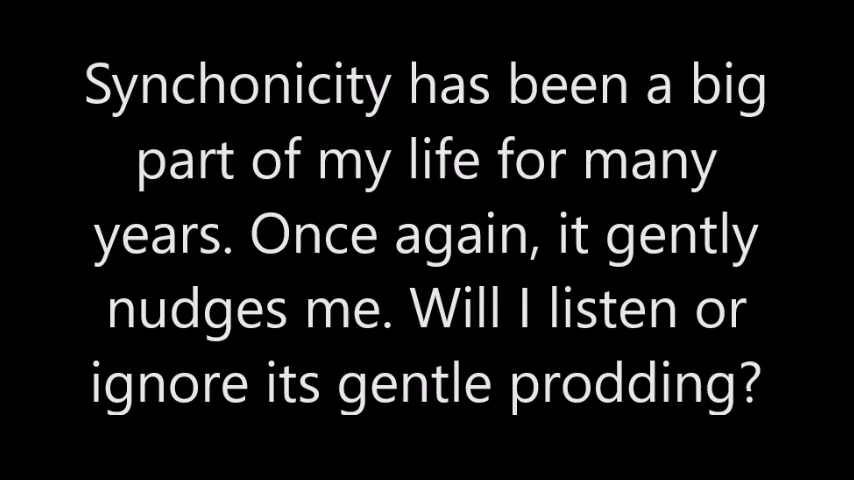 Synchonicity has been a big
part of my life for many
years. Once again, it gently
nudges me. Will I listen or
ignore its gentle prodding?